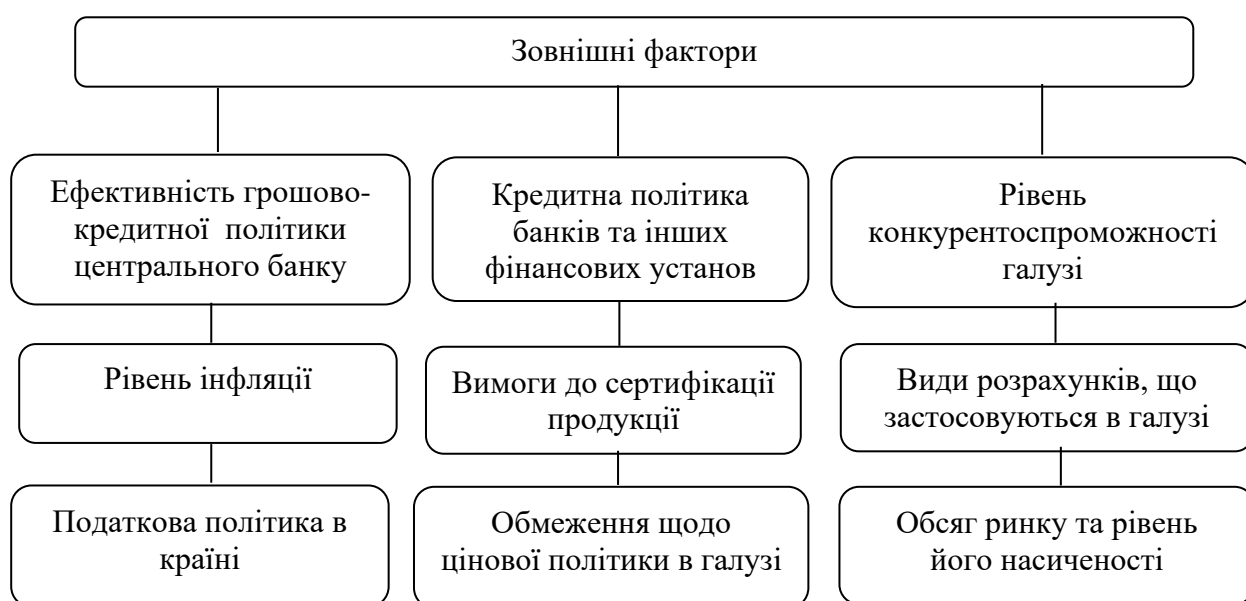 Зовнішні фактори
Ефективність грошово-
кредитної політики
центрального банку
Кредитна політика
банків та інших
фінансових установ
Рівень
конкурентоспроможності
галузі
Рівень інфляції
Вимоги до сертифікації
продукції
Види розрахунків, що
застосовуються в галузі
Податкова політика в
країні
Обмеження щодо
цінової політики в галузі
Обсяг ринку та рівень
його насиченості